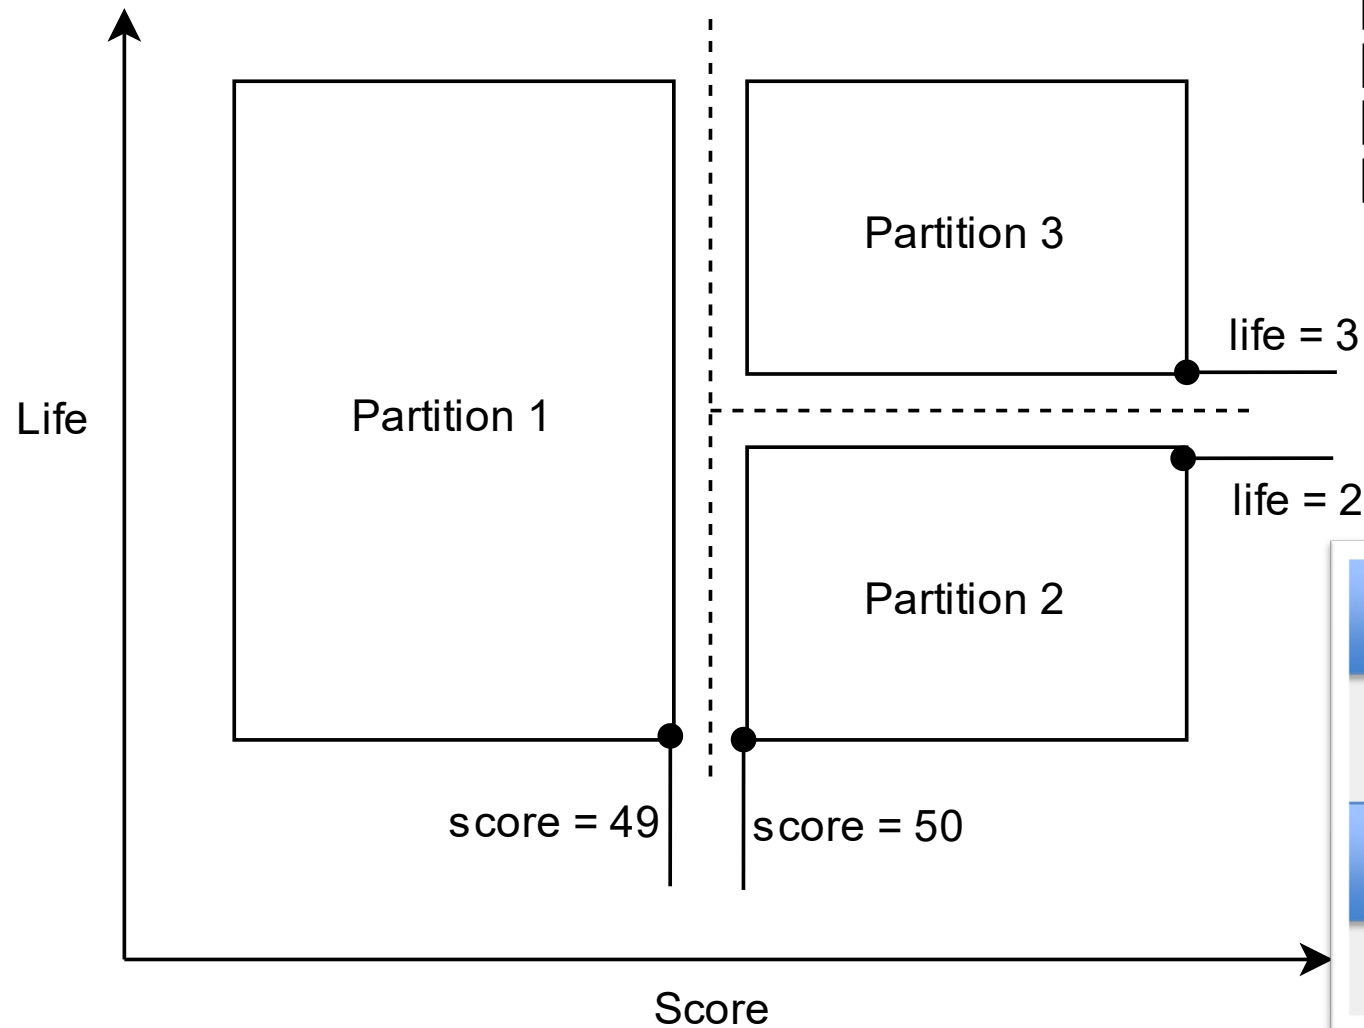 Partition 3
life = 3
Life
Partition 1
life = 2
Partition 2
score = 49
score = 50
Score